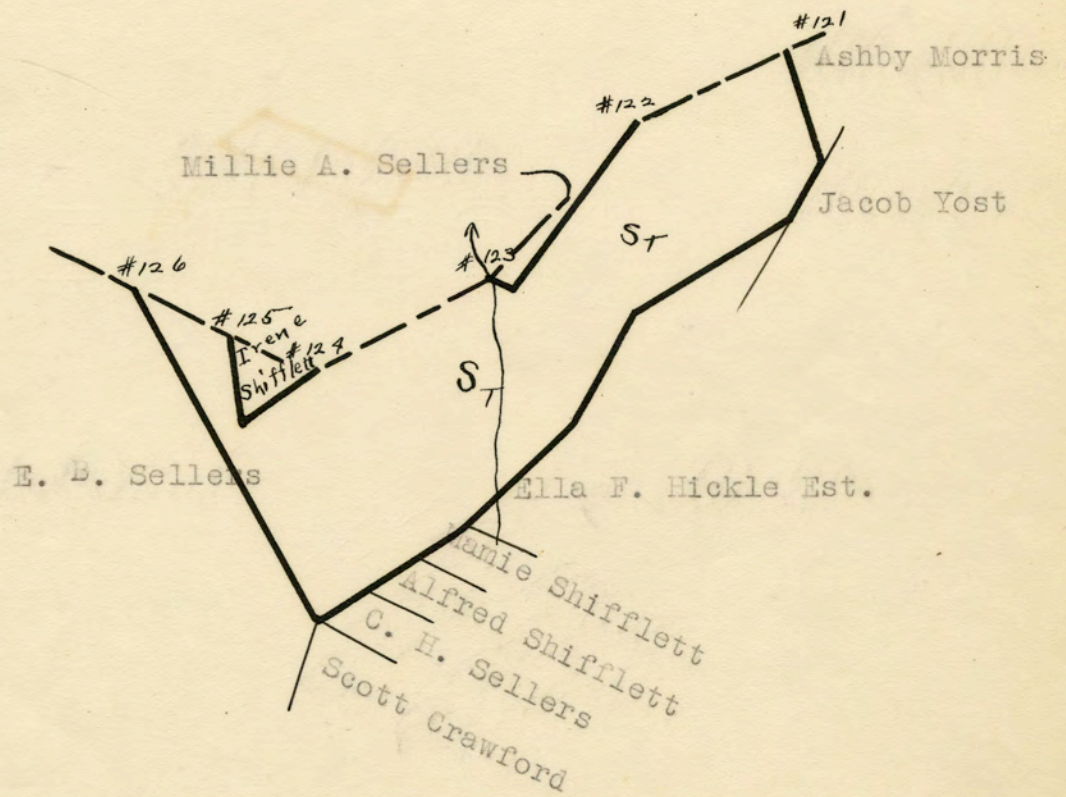 #121
Ashby Morris
#122
Millie A. Sellers
Jacob Yost
ST
#123
#126
#125
Irene
#124
Shifflett
ST
E. B. Sellers
Ella F. Hickle Est.
Mamie Shifflett
Alfred Shifflett
C. H. Sellers
Scott Crawford